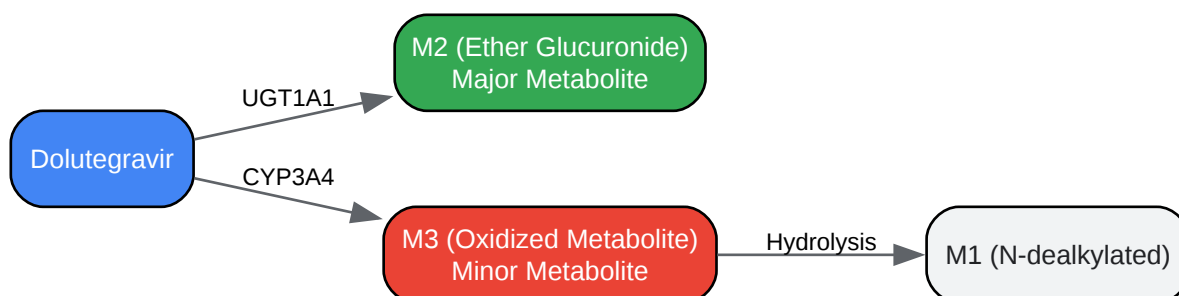 M2 (Ether Glucuronide)
Major Metabolite
UGT1A1
Dolutegravir
CYP3A4
M3 (Oxidized Metabolite)
Minor Metabolite
Hydrolysis
M1 (N-dealkylated)